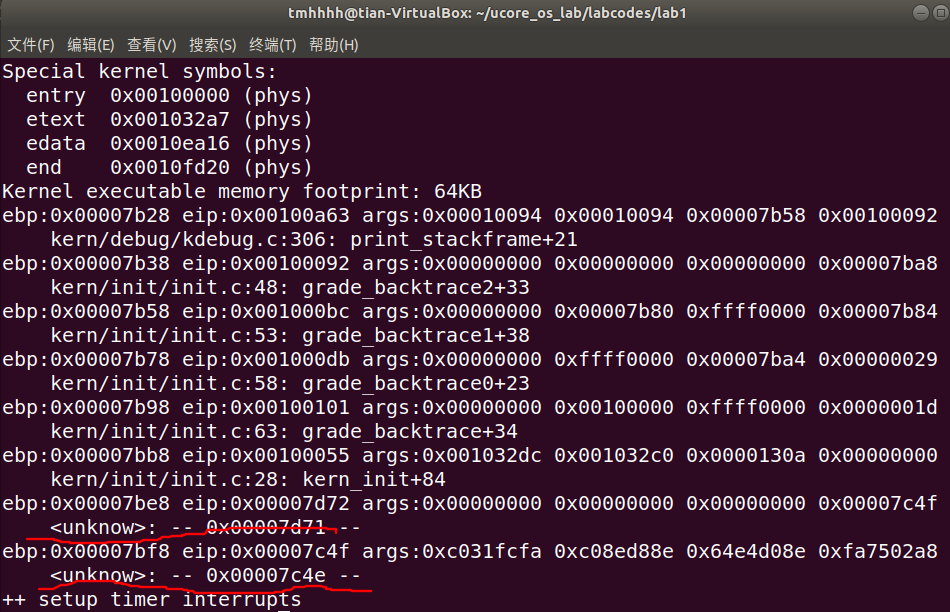 tmhhhh@tian-VirtualBox: ~/ucore_os_lab/labcodes/lab1
文件(F) 编辑(E) 查看(V) 搜索(S) 终端(T) 帮助(H)
Special kernel symbols:
  entry  0x00100000 (phys)
  etext  0x001032a7 (phys)
  edata  0x0010ea16 (phys)
  end    0x0010fd20 (phys)
Kernel executable memory footprint: 64KB
ebp:0x00007b28 eip:0x00100a63 args:0x00010094 0x00010094 0x00007b58 0x00100092
    kern/debug/kdebug.c:306: print_stackframe+21
ebp:0x00007b38 eip:0x00100092 args:0x00000000 0x00000000 0x00000000 0x00007ba8
    kern/init/init.c:48: grade_backtrace2+33
ebp:0x00007b58 eip:0x001000bc args:0x00000000 0x00007b80 0xffff0000 0x00007b84
    kern/init/init.c:53: grade_backtrace1+38
ebp:0x00007b78 eip:0x001000db args:0x00000000 0xffff0000 0x00007ba4 0x00000029
    kern/init/init.c:58: grade_backtrace0+23
ebp:0x00007b98 eip:0x00100101 args:0x00000000 0x00100000 0xffff0000 0x0000001d
    kern/init/init.c:63: grade_backtrace+34
ebp:0x00007bb8 eip:0x00100055 args:0x001032dc 0x001032c0 0x0000130a 0x00000000
    kern/init/init.c:28: kern_init+84
ebp:0x00007be8 eip:0x00007d72 args:0x00000000 0x00000000 0x00000000 0x00007c4f
    <unknow>: -- 0x00007d71 --
ebp:0x00007bf8 eip:0x00007c4f args:0xc031fcfa 0xc08ed88e 0x64e4d08e 0xfa7502a8
    <unknow>: -- 0x00007c4e --
++ setup timer interrupts